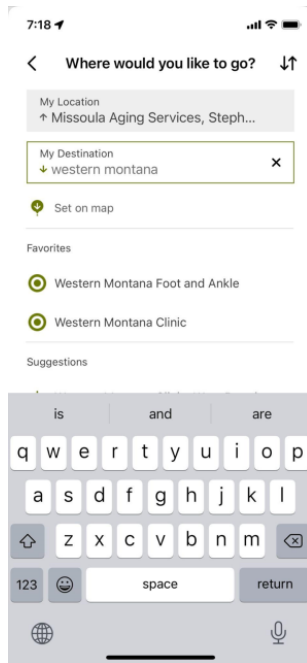 7:18
Where would you like to go?
My Location
Missoula Aging Services, Steph...
My Destination
western montana
Set on map
Favorites
Western Montana Foot and Ankle
Western Montana Clinic
Suggestions
is and are
q w e r t y u i o p
a s d f g h j k l
z x c v b n m
123 space return